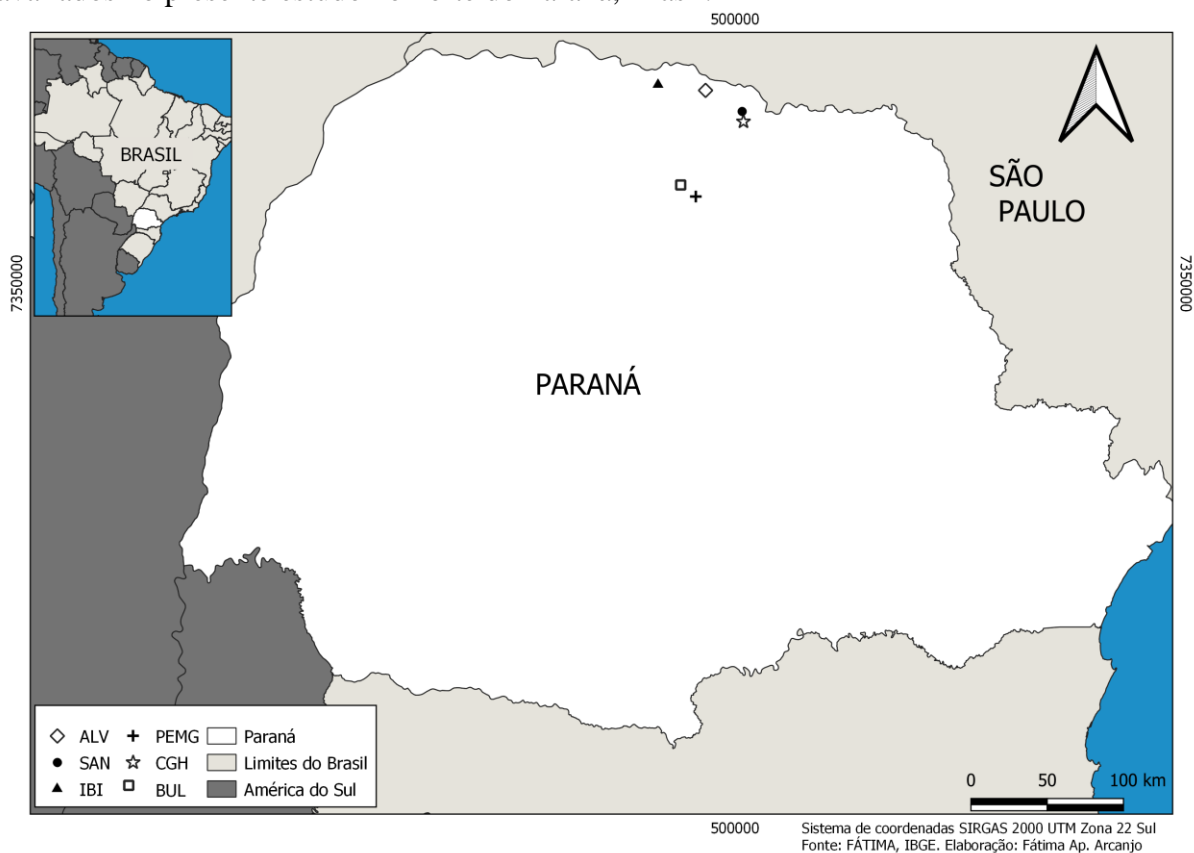 500000
BRASIL
SÃO
PAULO
7350000
7350000
PARANÁ
ALV PEMG Paraná
SAN CGH Limites do Brasil
IBI BUL América do Sul
0 50 100 km
500000
Sistema de coordenadas SIRGAS 2000 UTM Zona 22 Sul
Fonte: FÁTIMA, IBGE. Elaboração: Fátima Ap. Arcanjo